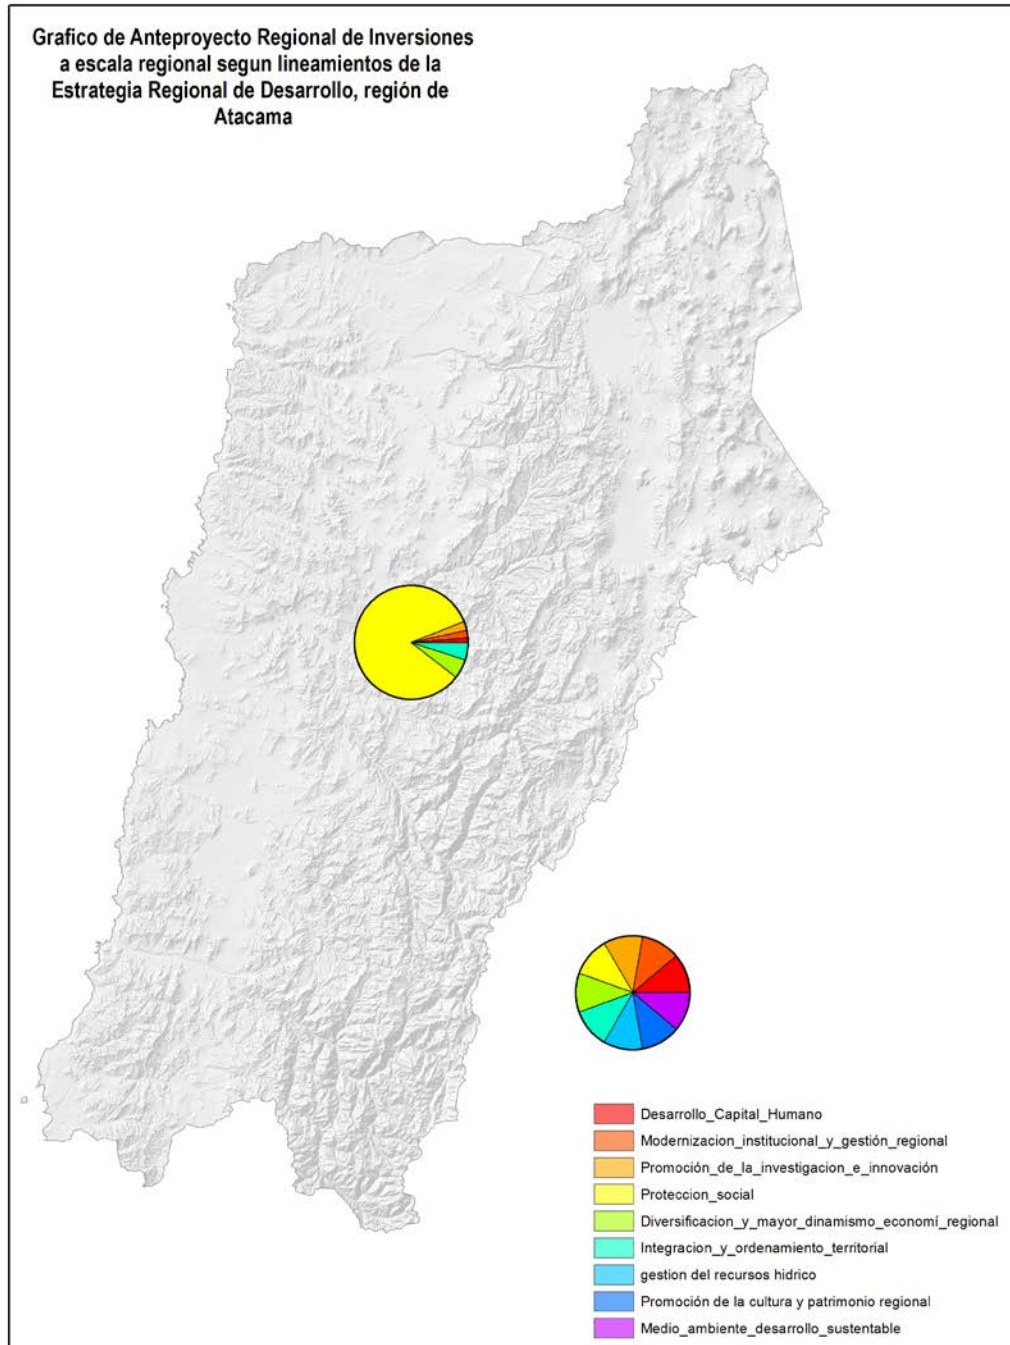 Grafico de Anteproyecto Regional de Inversiones
a escala regional segun lineamientos de la
Estrategia Regional de Desarrollo, región de
Atacama
Desarrollo_Capital_Humano
Modernizacion_institucional_y_gestión_regional
Promoción_de_la_investigacion_e_innovación
Proteccion_social
Diversificacion_y_mayor_dinamismo_economí_regional
Integracion_y_ordenamiento_territorial
gestion del recursos hidrico
Promoción de la cultura y patrimonio regional
Medio_ambiente_desarrollo_sustentable